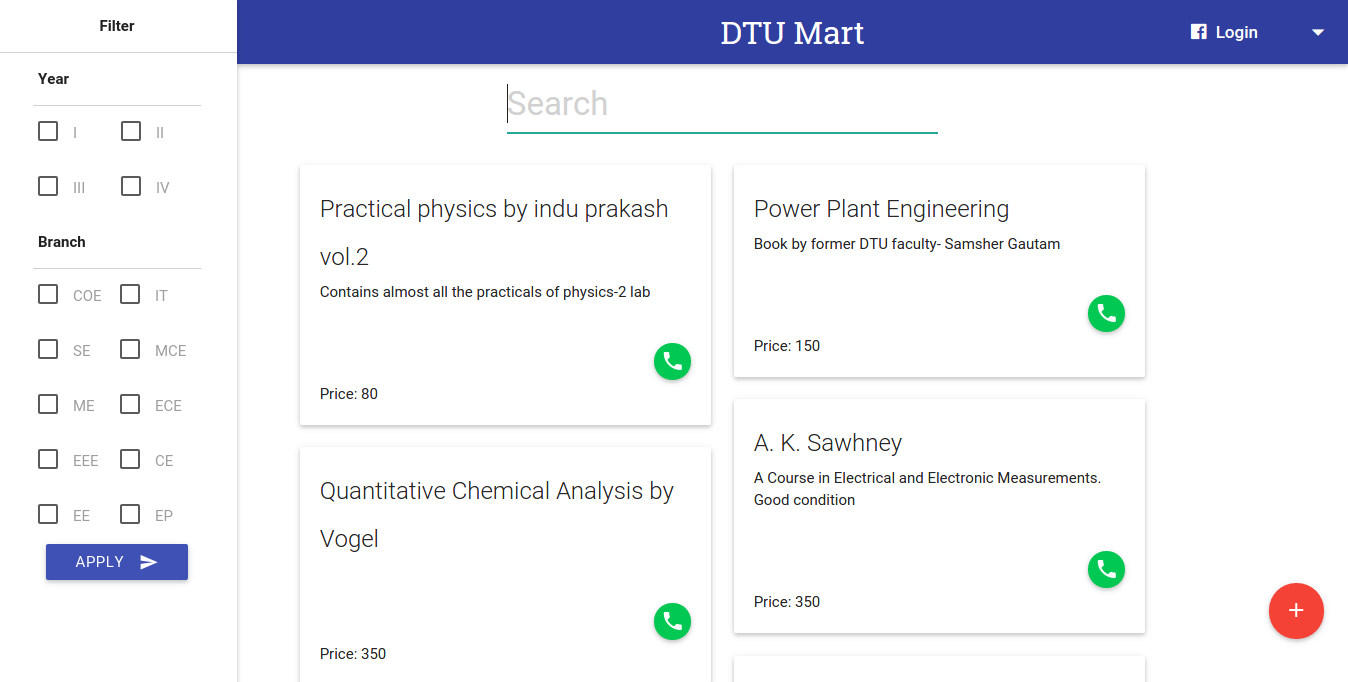 Filter
Year
I II
III IV
Branch
COE IT
SE MCE
ME ECE
EEE CE
EE EP
APPLY
DTU Mart
Login
Search
Practical physics by indu prakash
vol.2
Contains almost all the practicals of physics-2 lab
Price: 80
Quantitative Chemical Analysis by
Vogel
Price: 350
Power Plant Engineering
Book by former DTU faculty- Samsher Gautam
Price: 150
A. K. Sawhney
A Course in Electrical and Electronic Measurements.
Good condition
Price: 350